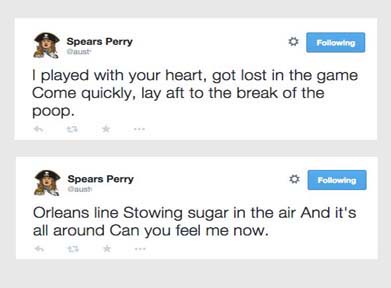 Spears Perry
Following
@aust
I played with your heart, got lost in the game
Come quickly, lay aft to the break of the
poop.
Spears Perry
Following
@aust
Orleans line Stowing sugar in the air And it's
all around Can you feel me now.